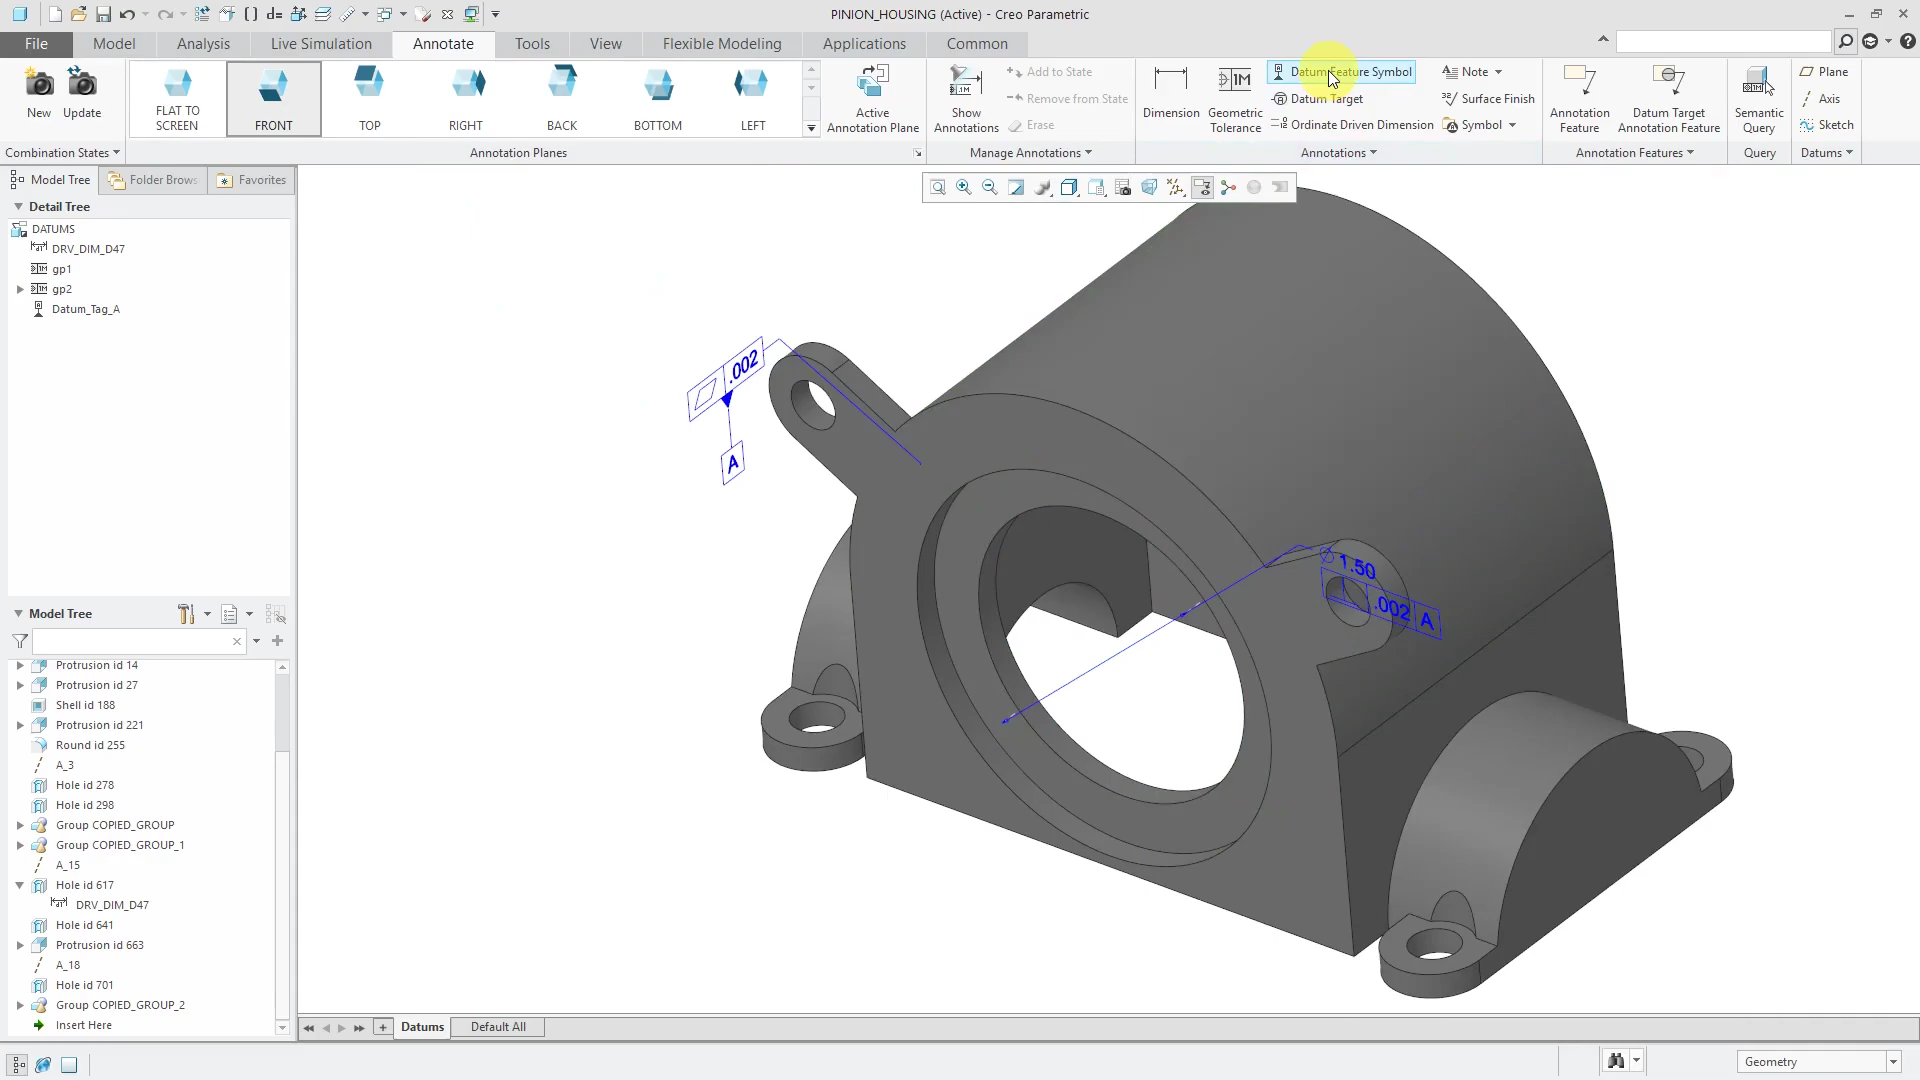 PINION_HOUSING (Active) - Creo Parametric
File
Model
Analysis
Live Simulation
Annotate
Tools
View
Flexible Modeling
Applications
Common
New
Update
FLAT TO
SCREEN
FRONT
TOP
RIGHT
BACK
BOTTOM
LEFT
Active
Annotation Plane
Show
Annotations
Add to State
Remove from State
Erase
Dimension
Geometric
Tolerance
Datum Feature Symbol
Datum Target
Ordinate Driven Dimension
Note
Surface Finish
Symbol
Annotation
Feature
Datum Target
Annotation Feature
Semantic
Query
Plane
Axis
Sketch
Combination States
Annotation Planes
Manage Annotations
Annotations
Annotation Features
Query
Datums
Model Tree
Folder Brows
Favorites
Detail Tree
DATUMS
DRV_DIM_D47
gp1
gp2
Datum_Tag_A
.002
A
1.50
.002 A
Model Tree
Protrusion id 14
Protrusion id 27
Shell id 188
Protrusion id 221
Round id 255
A_3
Hole id 278
Hole id 298
Group COPIED_GROUP
Group COPIED_GROUP_1
A_15
Hole id 617
DRV_DIM_D47
Hole id 641
Protrusion id 663
A_18
Hole id 701
Group COPIED_GROUP_2
Insert Here
Datums
Default All
Geometry